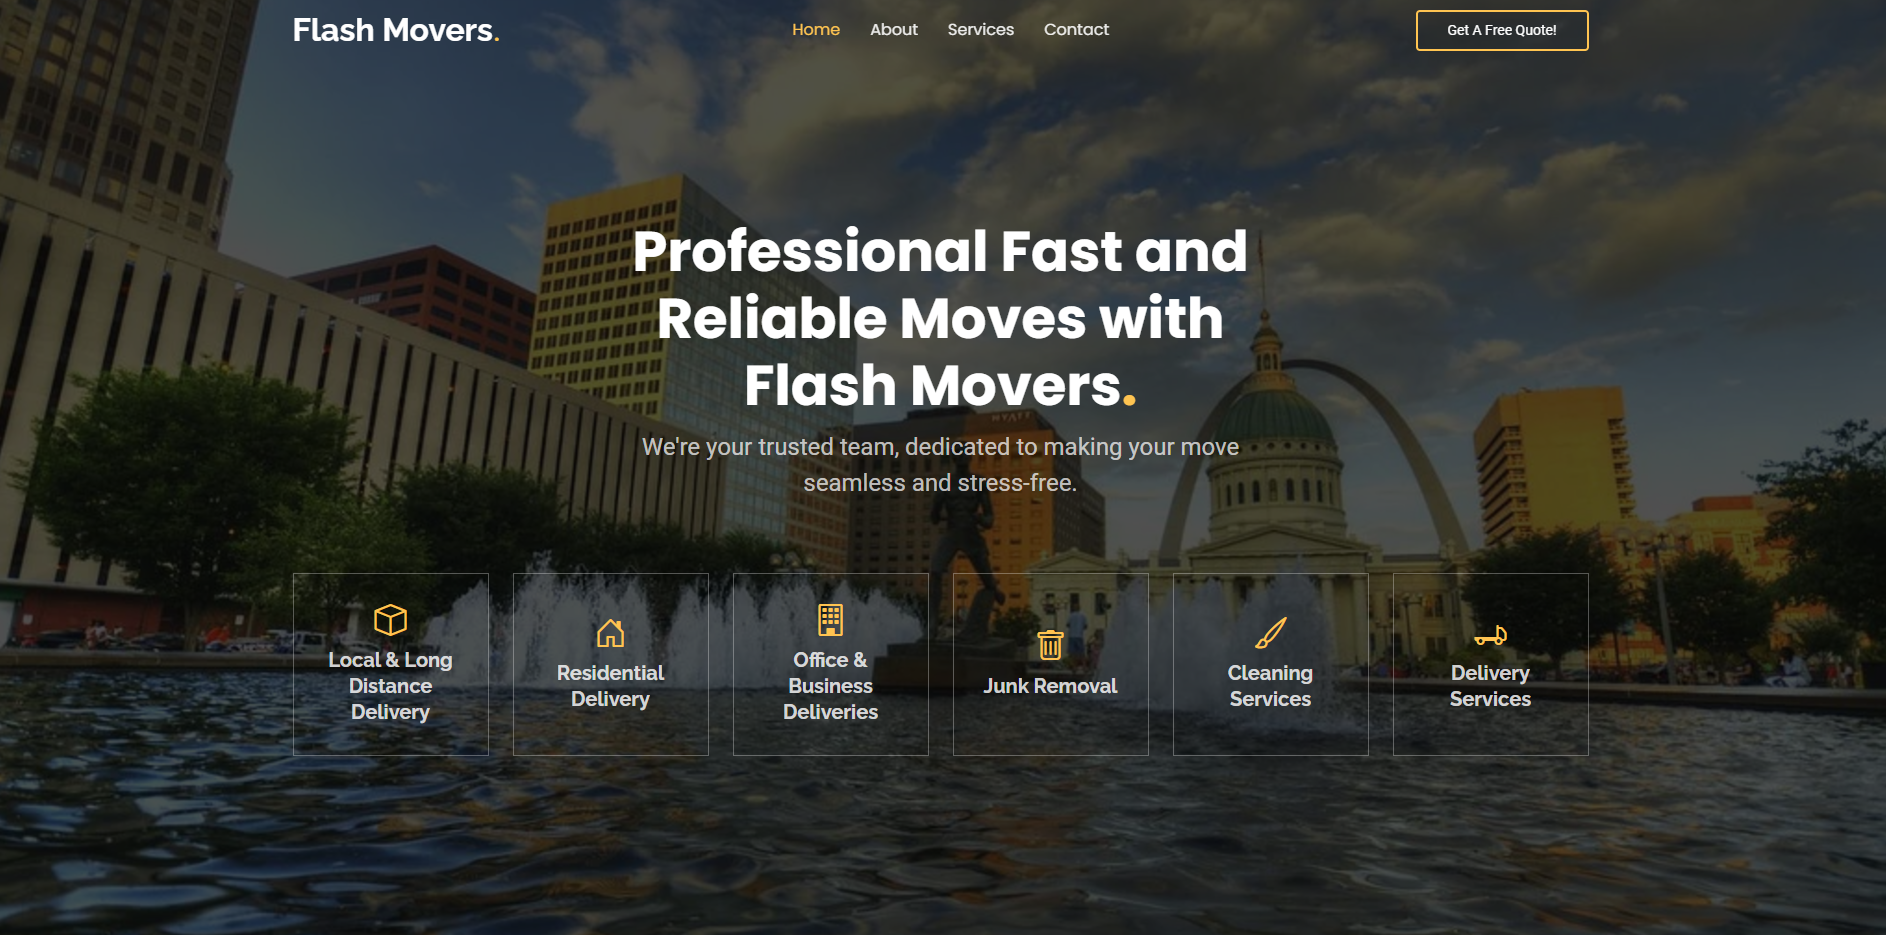 Flash Movers.
Home About Services Contact
Get A Free Quote!
Professional Fast and
Reliable Moves with
Flash Movers.
HYATT
We're your trusted team, dedicated to making your move
seamless and stress-free.
Local & Long
Distance
Delivery
Residential
Delivery
Office &
Business
Deliveries
Junk Removal
Cleaning
Services
Delivery
Services